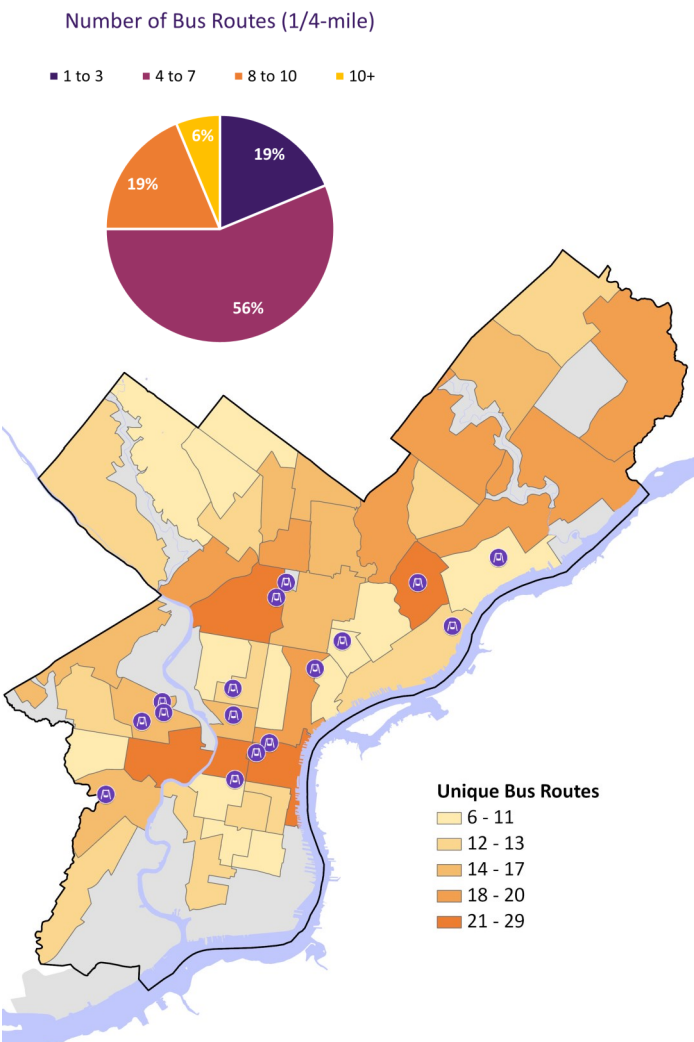 Number of Bus Routes (1/4-mile)
1 to 3 4 to 7 8 to 10 10+
6%
19%
19%
56%
Unique Bus Routes
6 - 11
12 - 13
14 - 17
18 - 20
21 - 29